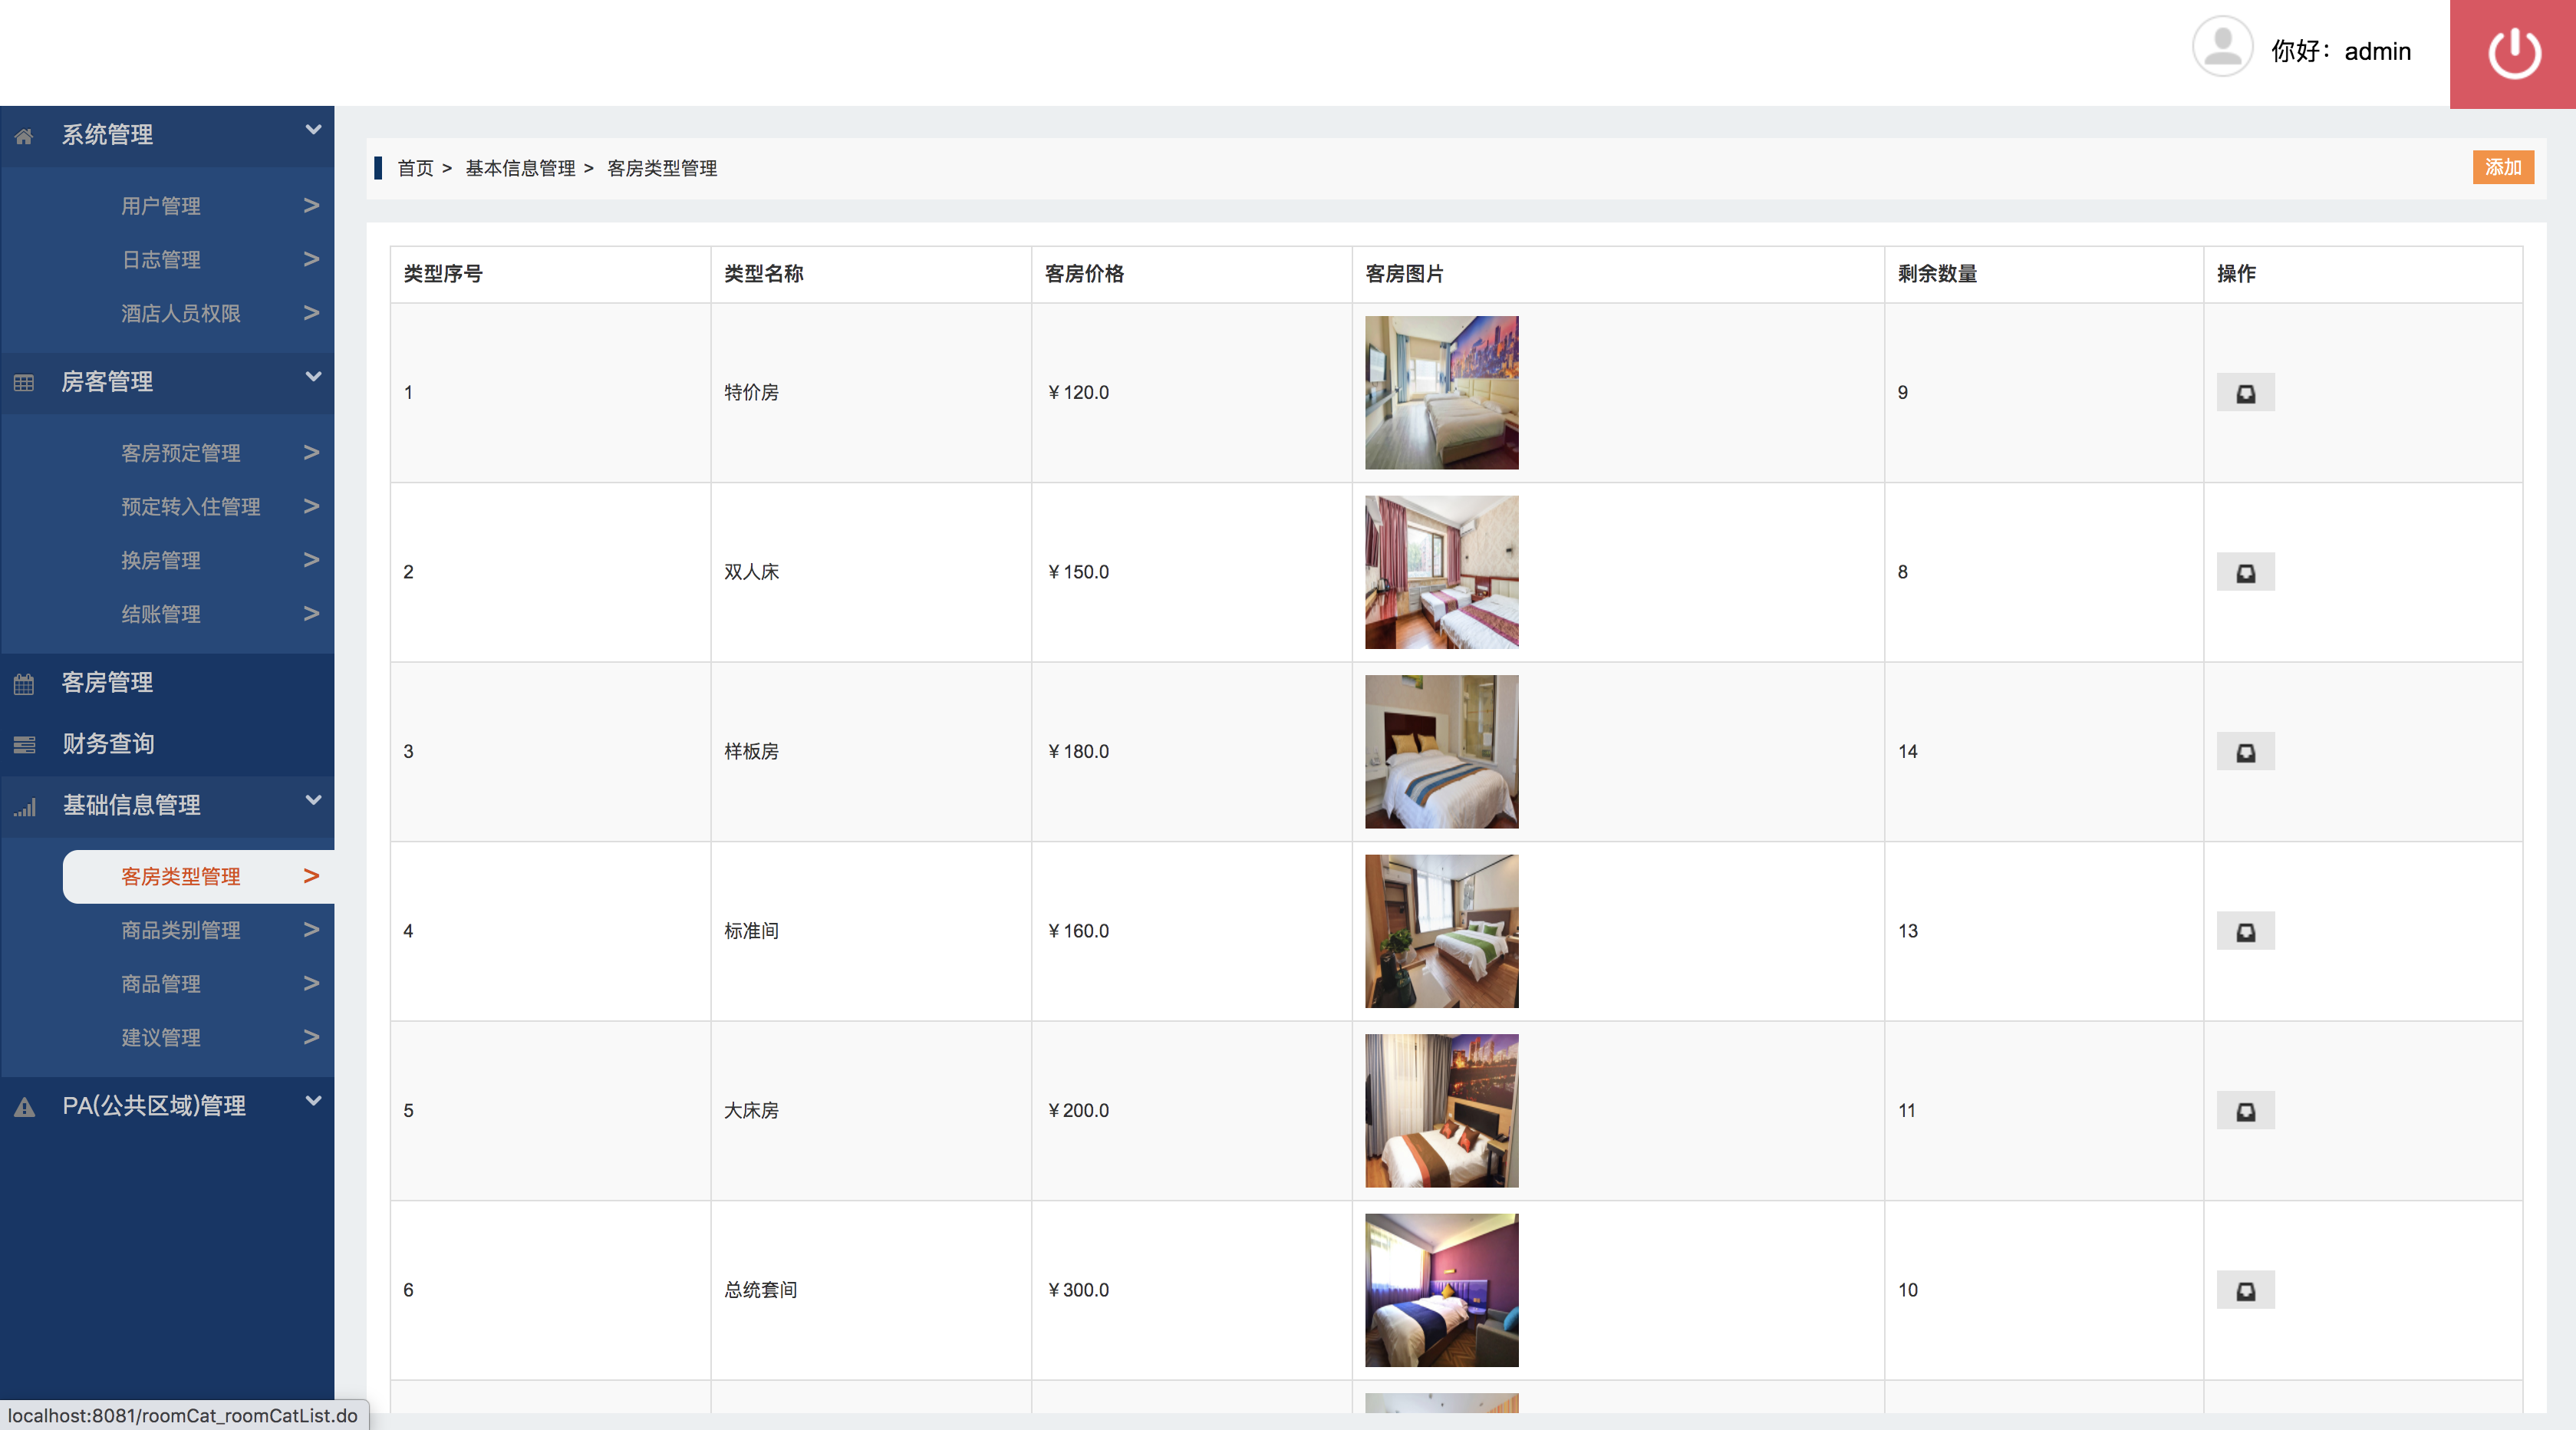 你好：admin
系统管理
用户管理 >
日志管理 >
酒店人员权限 >
房客管理
客房预定管理 >
预定转入住管理 >
换房管理 >
结账管理 >
客房管理
财务查询
基础信息管理
客房类型管理 >
商品类别管理 >
商品管理 >
建议管理 >
PA(公共区域)管理
首页 > 基本信息管理 > 客房类型管理
添加
类型序号 类型名称 客房价格 客房图片 剩余数量 操作
1 特价房 ￥120.0 9
2 双人床 ￥150.0 8
3 样板房 ￥180.0 14
4 标准间 ￥160.0 13
5 大床房 ￥200.0 11
6 总统套间 ￥300.0 10
localhost:8081/roomCat_roomCatList.do